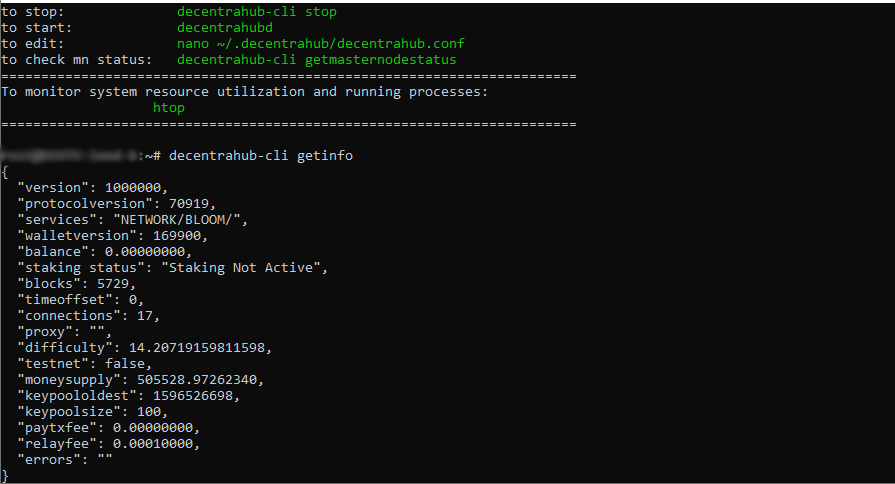 to stop: decentrahub-cli stop
to start: decentrahubd
to edit: nano ~/.decentrahub/decentrahub.conf
to check mn status: decentrahub-cli getmasternodestatus
========================================================================
To monitor system resource utilization and running processes:
htop
========================================================================
:~# decentrahub-cli getinfo
{
"version": 1000000,
"protocolversion": 70919,
"services": "NETWORK/BLOOM/",
"walletversion": 169900,
"balance": 0.00000000,
"staking status": "Staking Not Active",
"blocks": 5729,
"timeoffset": 0,
"connections": 17,
"proxy": "",
"difficulty": 14.20719159811598,
"testnet": false,
"moneysupply": 505528.97262340,
"keypoololdest": 1596526698,
"keypoolsize": 100,
"paytxfee": 0.00000000,
"relayfee": 0.00010000,
"errors": ""
}